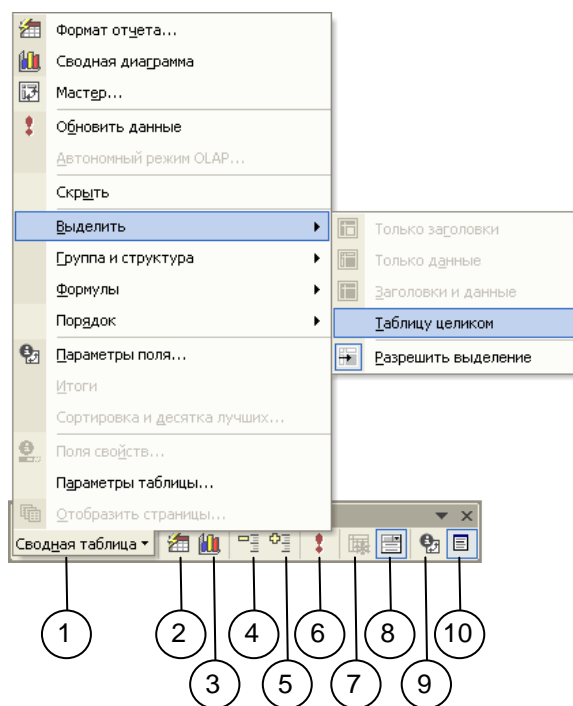 Формат отчета...
Сводная диаграмма
Мастер...
Обновить данные
Автономный режим OLAP...
Скрыть
Выделить
Группа и структура
Формулы
Порядок
Параметры поля...
Итоги
Сортировка и десятка лучших...
Поля свойств...
Параметры таблицы...
Отобразить страницы...
Только заголовки
Только данные
Заголовки и данные
Таблицу целиком
Разрешить выделение
Сводная таблица
1
2
3
4
5
6
7
8
9
10